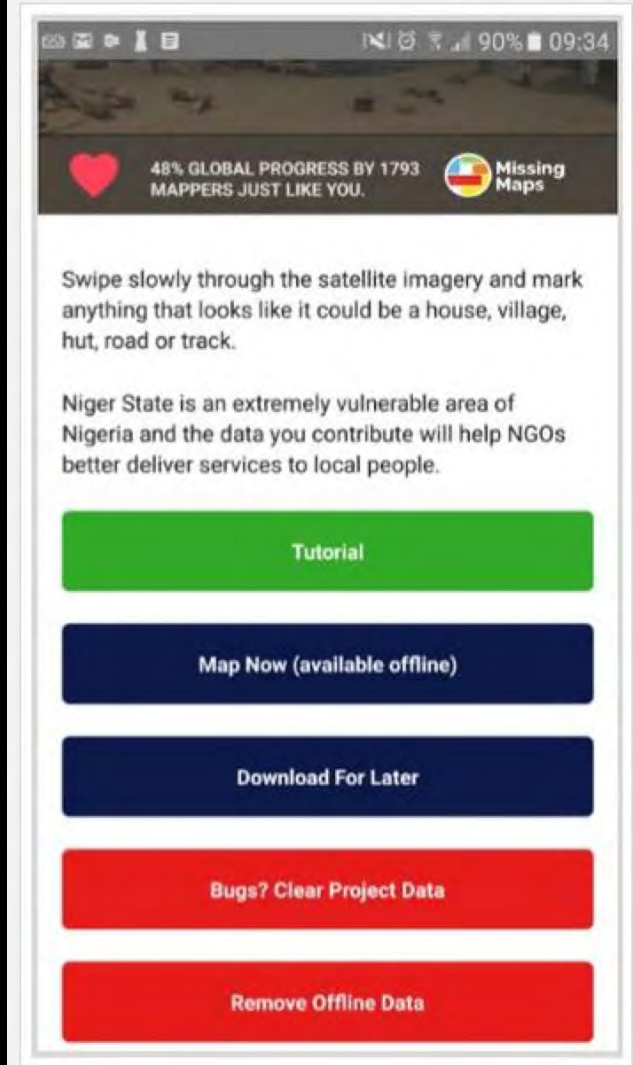 90% 09:34
48% GLOBAL PROGRESS BY 1793
MAPPERS JUST LIKE YOU.
Missing
Maps
Swipe slowly through the satellite imagery and mark
anything that looks like it could be a house, village,
hut, road or track.
Niger State is an extremely vulnerable area of
Nigeria and the data you contribute will help NGOs
better deliver services to local people.
Tutorial
Map Now (available offline)
Download For Later
Bugs? Clear Project Data
Remove Offline Data